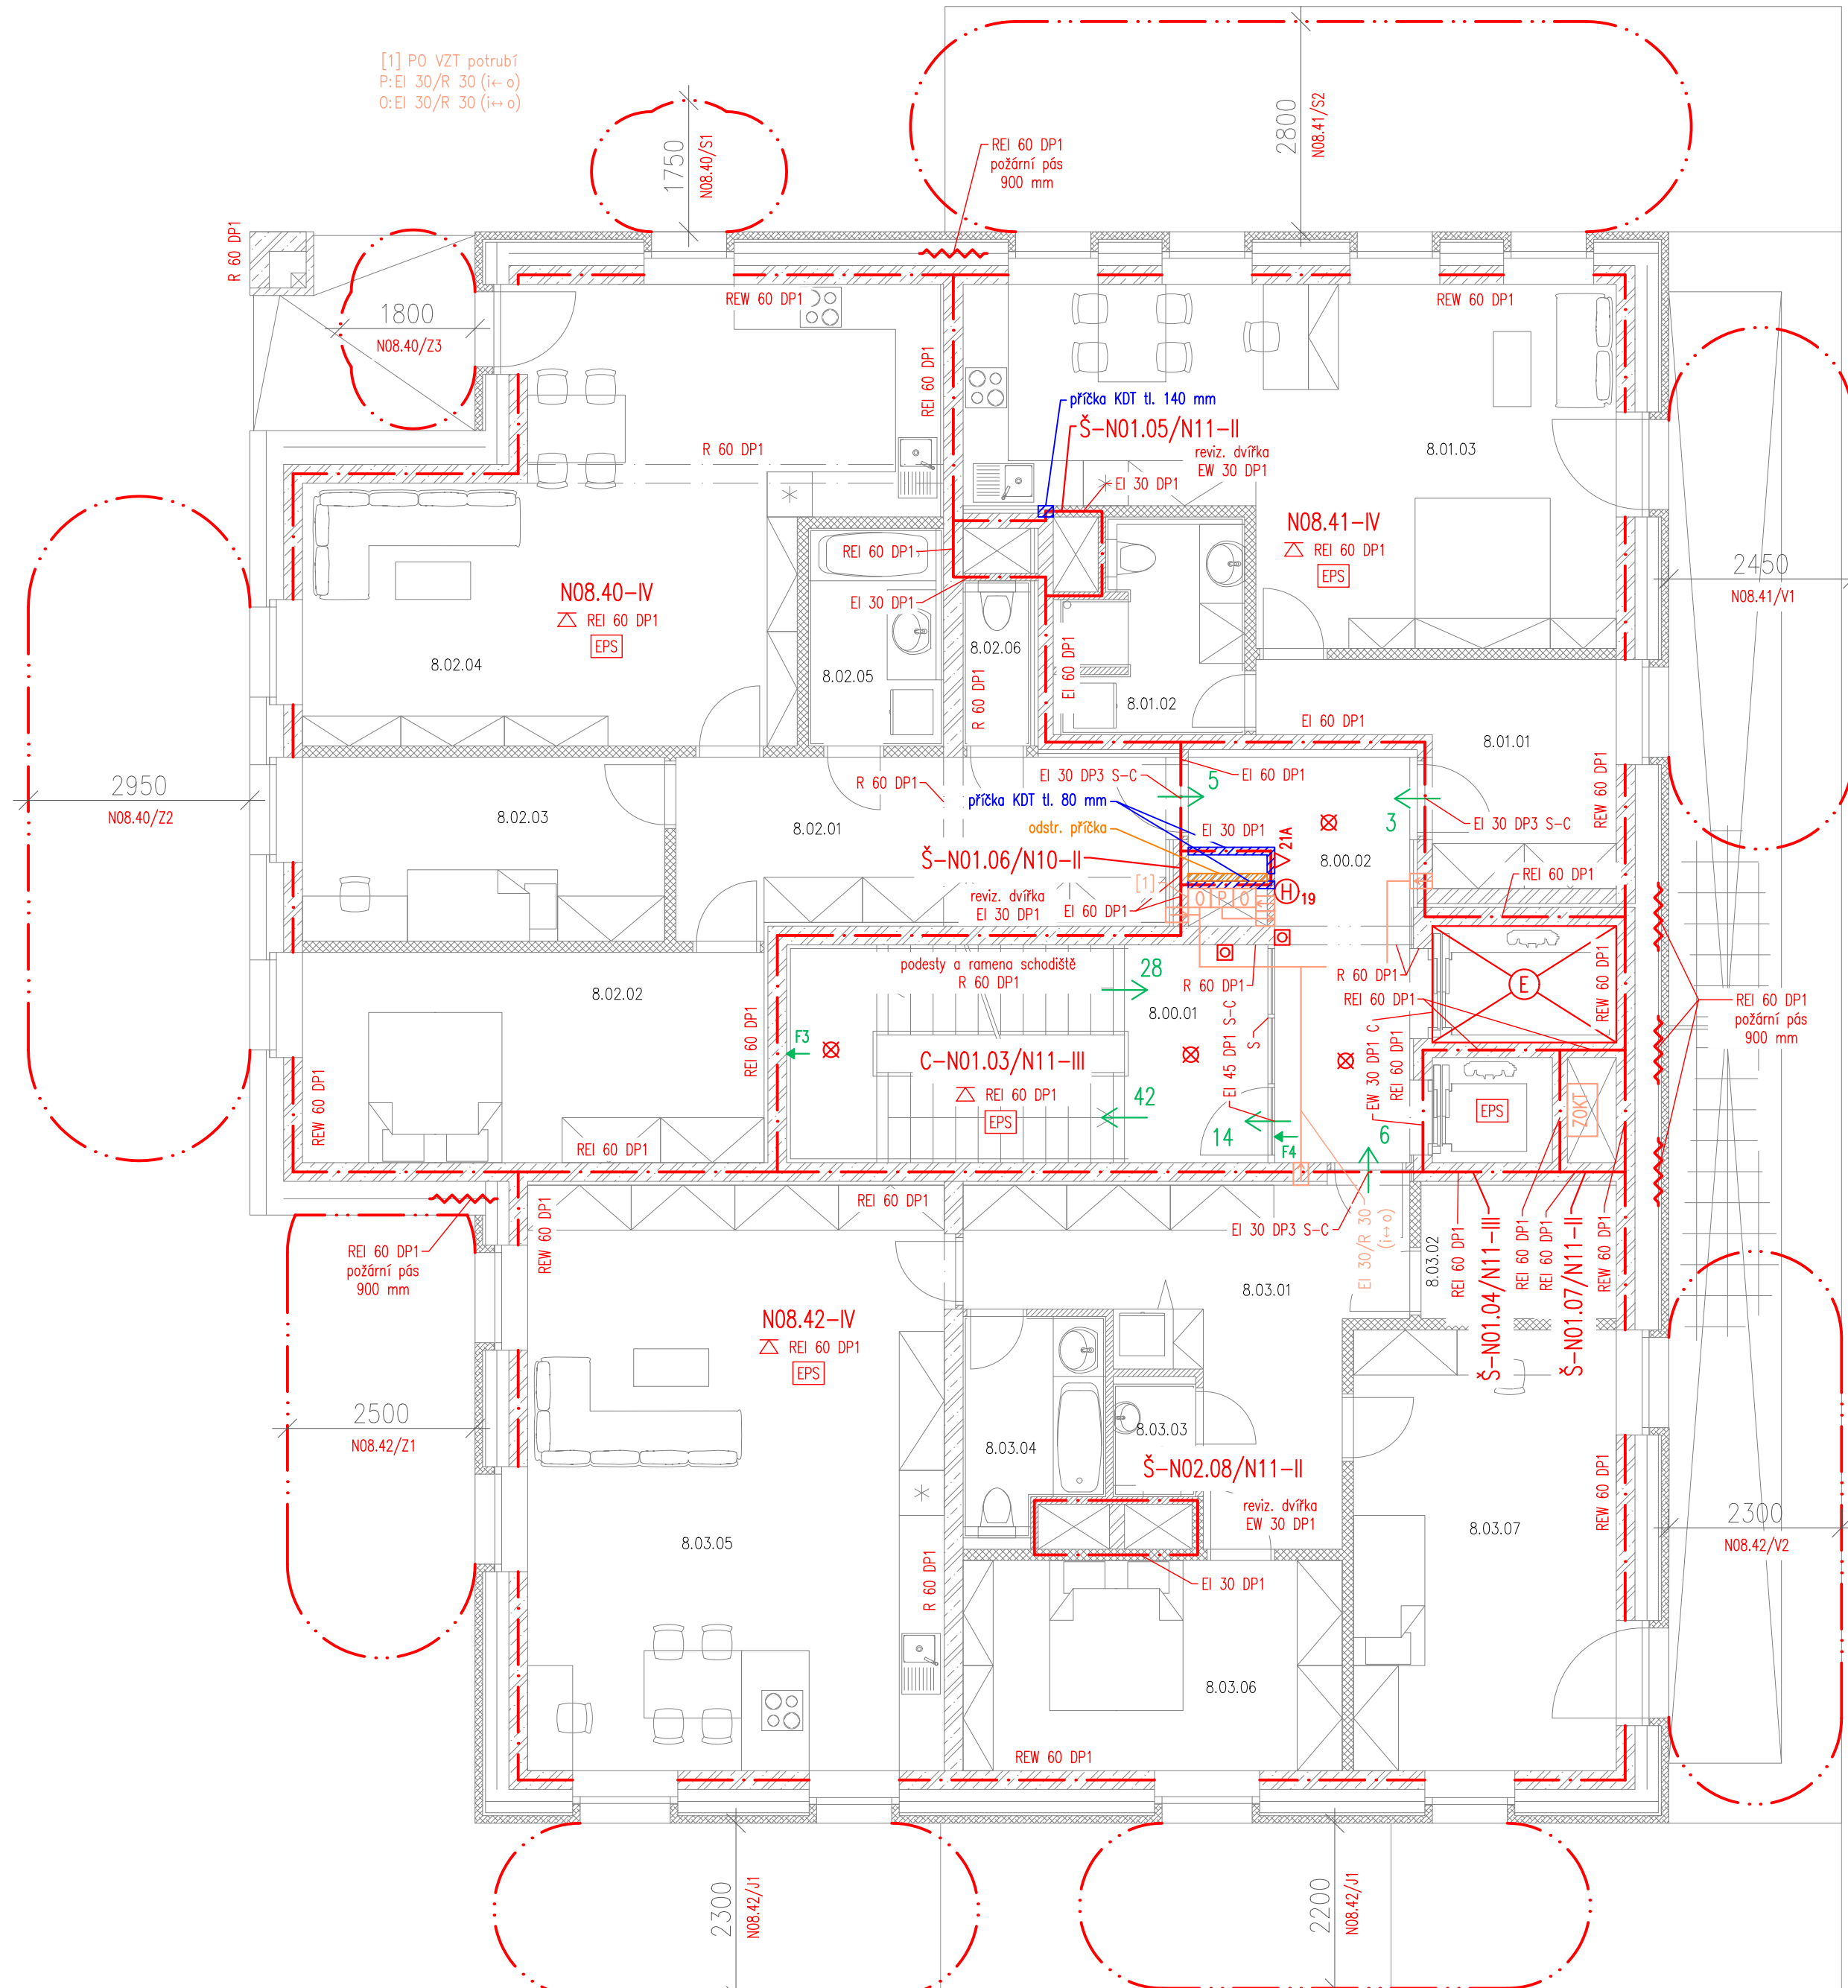 [1] PO VZT potrubí
P:EI 30/R 30 (i←o)
O:EI 30/R 30 (i↔o)
1750
N08.40/S1
2800
N08.41/S2
REI 60 DP1
požární pás
900 mm
R 60 DP1
1800
N08.40/Z3
REW 60 DP1
REW 60 DP1
REI 60 DP1
R 60 DP1
příčka KDT tl. 140 mm
Š-N01.05/N11-II
reviz. dvířka
EW 30 DP1
EI 30 DP1
8.01.03
N08.41-IV
REI 60 DP1
EPS
2450
N08.41/V1
REI 60 DP1
EI 30 DP1
N08.40-IV
REI 60 DP1
EPS
8.02.04
8.02.05
8.02.06
R 60 DP1
EI 60 DP1
8.01.02
EI 60 DP1
8.01.01
REW 60 DP1
2950
N08.40/Z2
8.02.03
8.02.01
R 60 DP1
EI 30 DP3 S-C
5
EI 60 DP1
příčka KDT tl. 80 mm
odstr. příčka
EI 30 DP1
21A
3
EI 30 DP3 S-C
8.00.02
Š-N01.06/N10-II
[1]
reviz. dvířka
EI 30 DP1
EI 60 DP1
O P O
H
19
REI 60 DP1
podesty a ramena schodiště
R 60 DP1
28
R 60 DP1
8.00.01
R 60 DP1
REI 60 DP1
E
REW 60 DP1
REI 60 DP1
požární pás
900 mm
8.02.02
F3
REI 60 DP1
C-N01.03/N11-III
REI 60 DP1
EPS
42
EI 45 DP1 S-C
S
EW 30 DP1 C
REI 60 DP1
EPS
ZOKT
14
F4
6
REW 60 DP1
REI 60 DP1
REI 60 DP1
REW 60 DP1
REI 60 DP1
požární pás
900 mm
EI 30 DP3 S-C
EI 30/R 30
(i↔o)
8.03.02
REI 60 DP1
Š-N01.04/N11-III
REI 60 DP1
REI 60 DP1
Š-N01.07/N11-II
REW 60 DP1
8.03.01
N08.42-IV
REI 60 DP1
EPS
2500
N08.42/Z1
8.03.04
8.03.03
Š-N02.08/N11-II
reviz. dvířka
EW 30 DP1
8.03.05
R 60 DP1
EI 30 DP1
8.03.07
REW 60 DP1
2300
N08.42/V2
8.03.06
REW 60 DP1
2300
N08.42/J1
2200
N08.42/J1